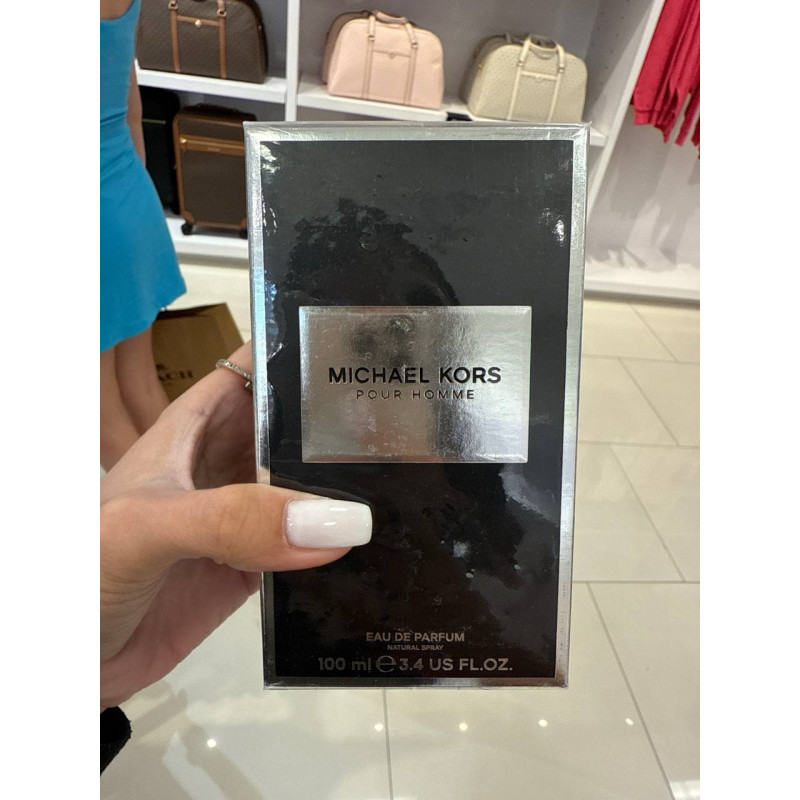 MICHAEL KORS
POUR HOMME
EAU DE PARFUM
NATURAL SPRAY
100 ml ℮ 3.4 US FL.OZ.